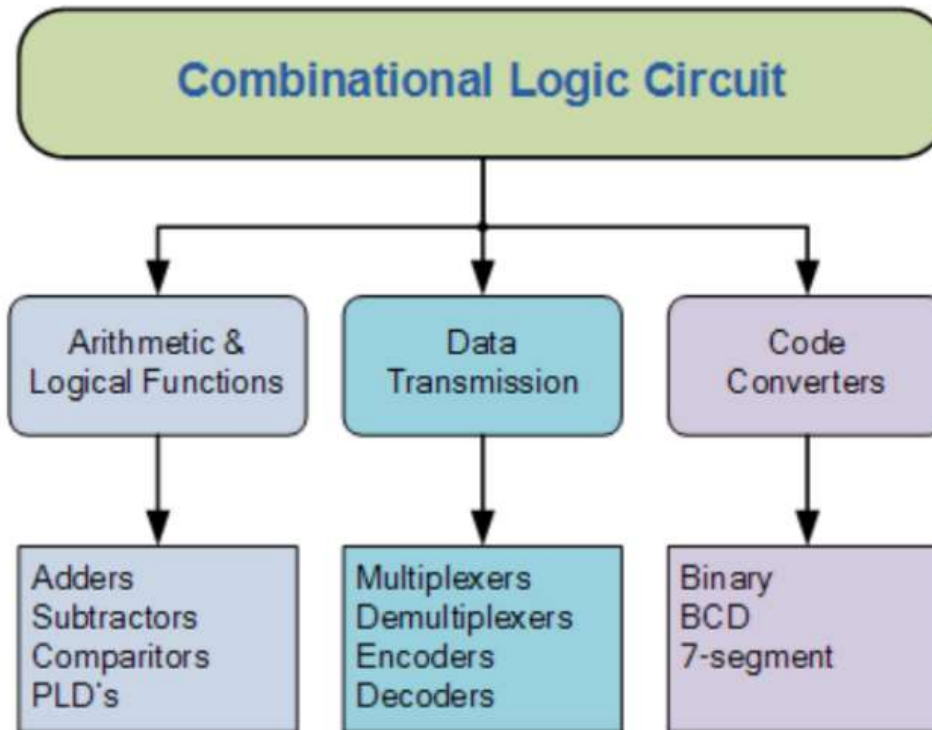 Combinational Logic Circuit
Arithmetic &
Logical Functions
Data
Transmission
Code
Converters
Adders
Subtractors
Comparitors
PLD's
Multiplexers
Demultiplexers
Encoders
Decoders
Binary
BCD
7-segment